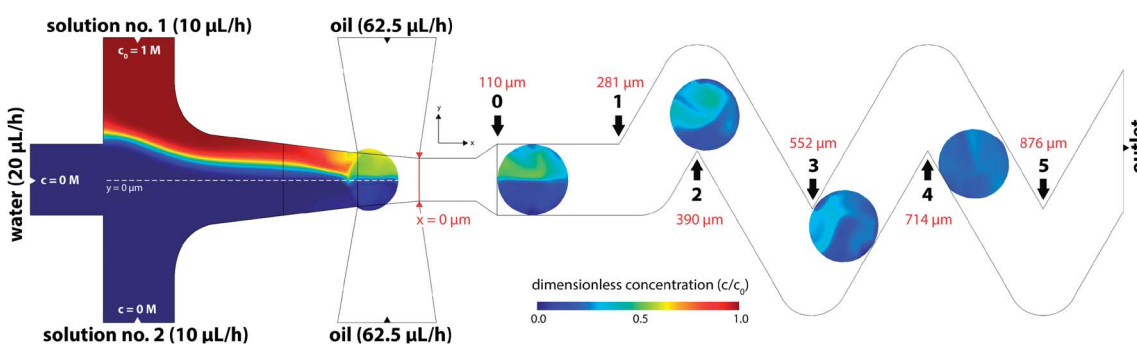 solution no. 1 (10 µL/h)
oil (62.5 µL/h)
c₀ = 1 M
110 µm
281 µm
0
1
y
x
water (20 µL/h)
c = 0 M
y = 0 µm
x = 0 µm
552 µm
876 µm
3
5
outlet
2
4
390 µm
714 µm
dimensionless concentration (c/c₀)
0.0
0.5
1.0
c = 0 M
solution no. 2 (10 µL/h)
oil (62.5 µL/h)